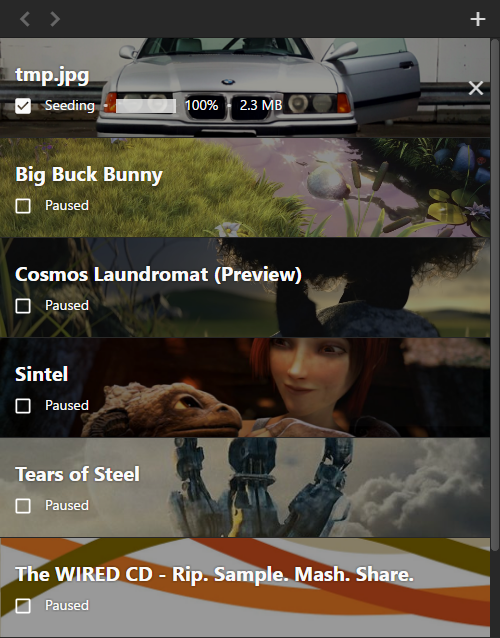 tmp.jpg
Seeding - 100% • 2.3 MB
Big Buck Bunny
Paused
Cosmos Laundromat (Preview)
Paused
Sintel
Paused
Tears of Steel
Paused
The WIRED CD - Rip. Sample. Mash. Share.
Paused